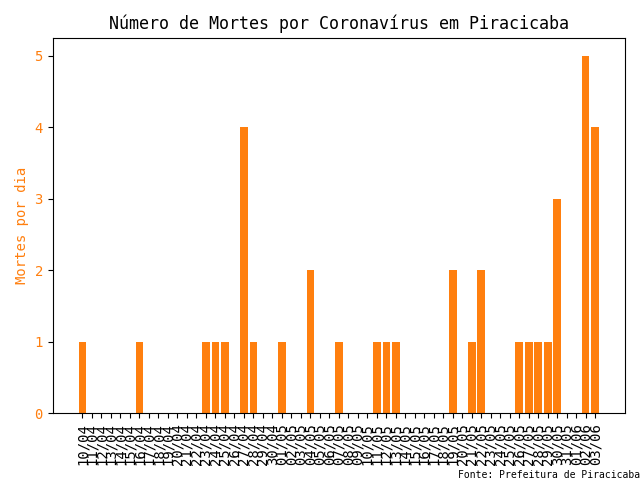 Número de Mortes por Coronavírus em Piracicaba
Mortes por dia
5
4
3
2
1
0
10/04 11/04 12/04 13/04 14/04 15/04 16/04 17/04 18/04 19/04 20/04 21/04 22/04 23/04 24/04 25/04 26/04 27/04 28/04 29/04 30/04 01/05 02/05 03/05 04/05 05/05 06/05 07/05 08/05 09/05 10/05 11/05 12/05 13/05 14/05 15/05 16/05 17/05 18/05 19/05 20/05 21/05 22/05 23/05 24/05 25/05 26/05 27/05 28/05 29/05 30/05 31/05 01/06 02/06 03/06
Fonte: Prefeitura de Piracicaba